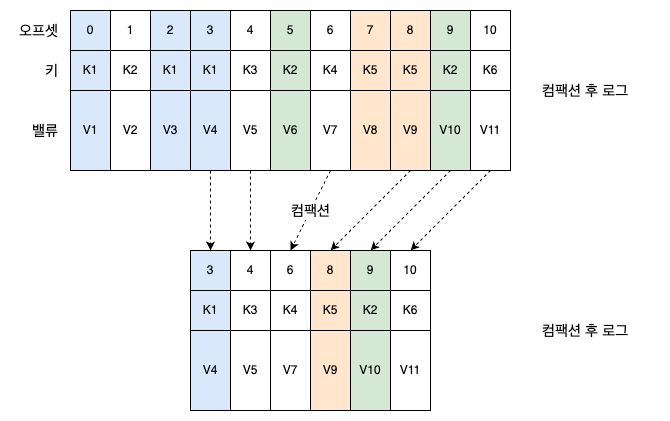 오프셋 0 1 2 3 4 5 6 7 8 9 10
키 K1 K2 K1 K1 K3 K2 K4 K5 K5 K2 K6
컴팩션 후 로그
밸류 V1 V2 V3 V4 V5 V6 V7 V8 V9 V10 V11
컴팩션
3 4 6 8 9 10
K1 K3 K4 K5 K2 K6
컴팩션 후 로그
V4 V5 V7 V9 V10 V11